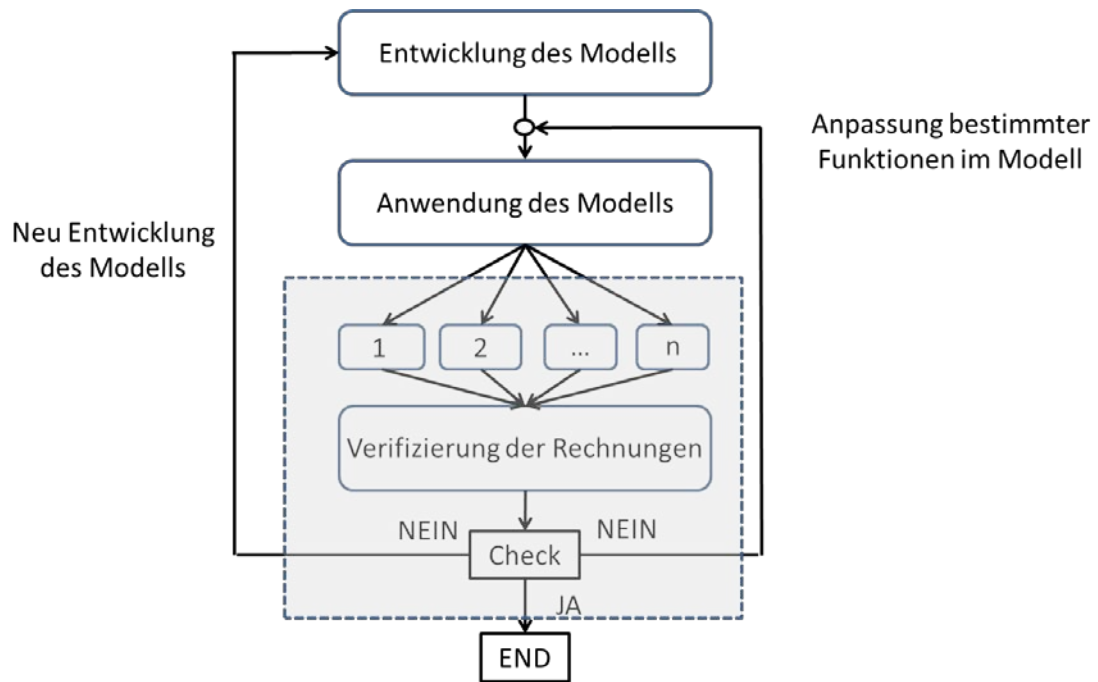 Entwicklung des Modells
Anpassung bestimmter
Funktionen im Modell
Anwendung des Modells
Neu Entwicklung
des Modells
1
2
...
n
Verifizierung der Rechnungen
NEIN
NEIN
Check
JA
END